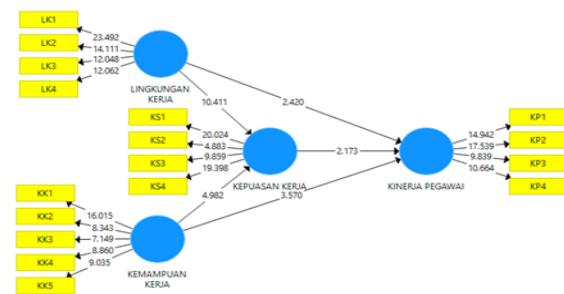 LK1
LK2
LK3
LK4
23.492
14.111
12.048
12.062
LINGKUNGAN
KERJA
10.411
2.420
KS1
KS2
KS3
KS4
20.024
4.883
9.859
19.398
KEPUASAN KERJA
2.173
KP1
KP2
KP3
KP4
14.942
17.539
9.839
10.664
KINERJA PEGAWAI
4.982
3.570
KK1
KK2
KK3
KK4
KK5
16.015
8.343
7.149
8.860
9.035
KEMAMPUAN
KERJA